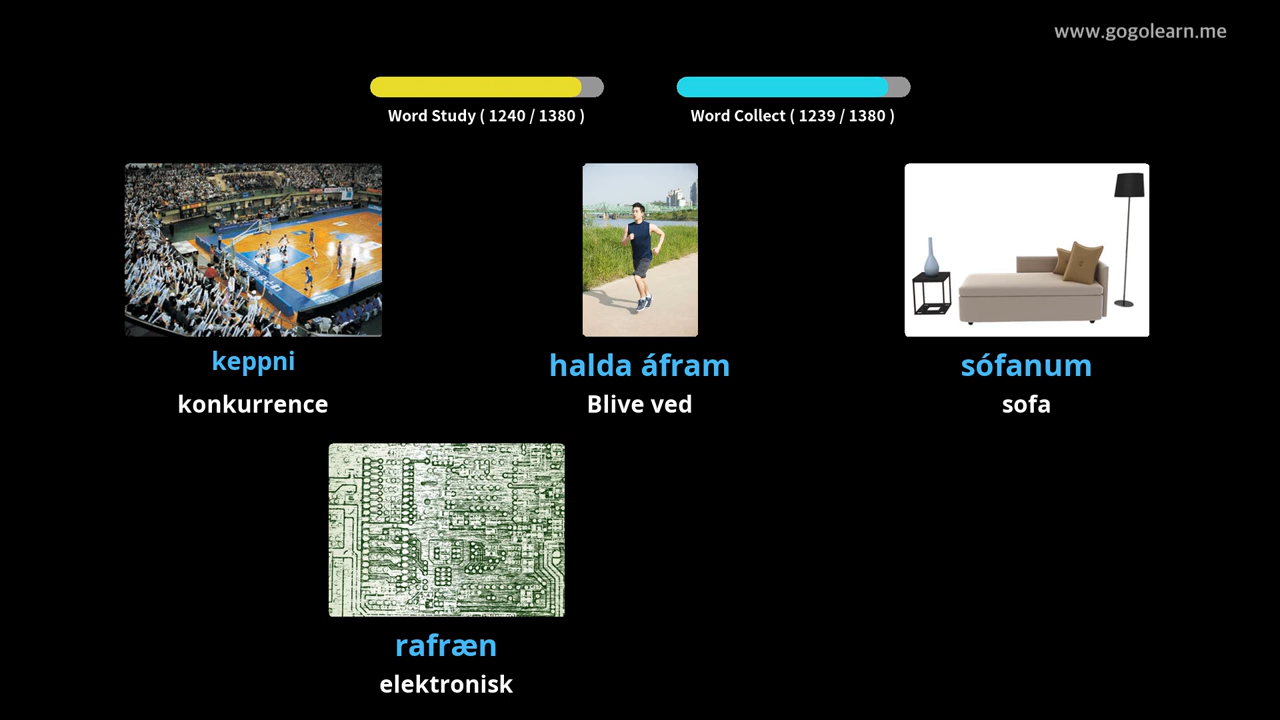 www.gogolearn.me
Word Study ( 1240 / 1380 )
Word Collect ( 1239 / 1380 )
keppni
halda áfram
sófanum
konkurrence
Blive ved
sofa
rafræn
elektronisk